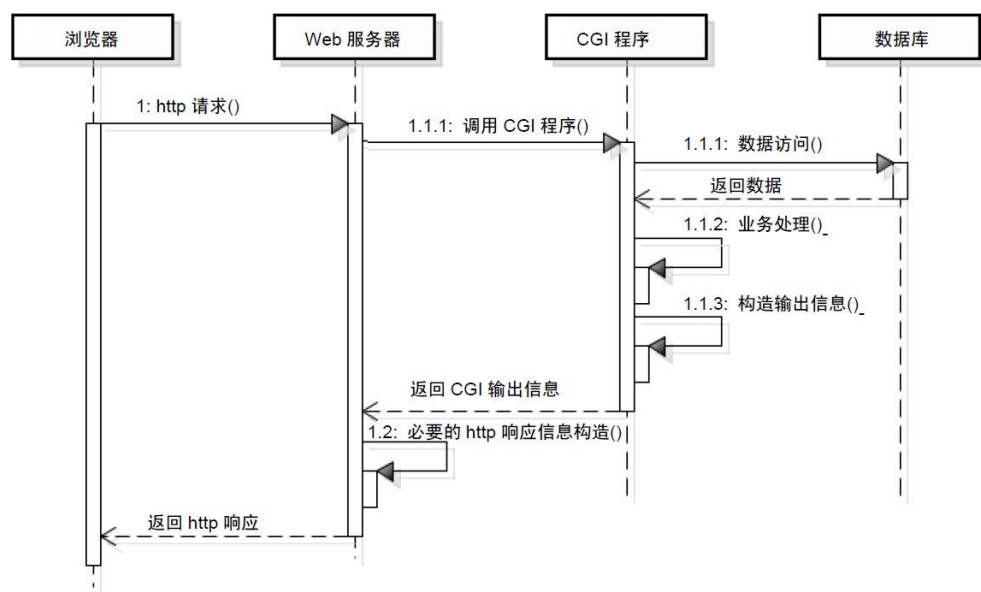 浏览器
Web 服务器
CGI 程序
数据库
1: http 请求()
1.1.1: 调用 CGI 程序()
1.1.1: 数据访问()
返回数据
1.1.2: 业务处理()
1.1.3: 构造输出信息()
返回 CGI 输出信息
1.2: 必要的 http 响应信息构造()
返回 http 响应